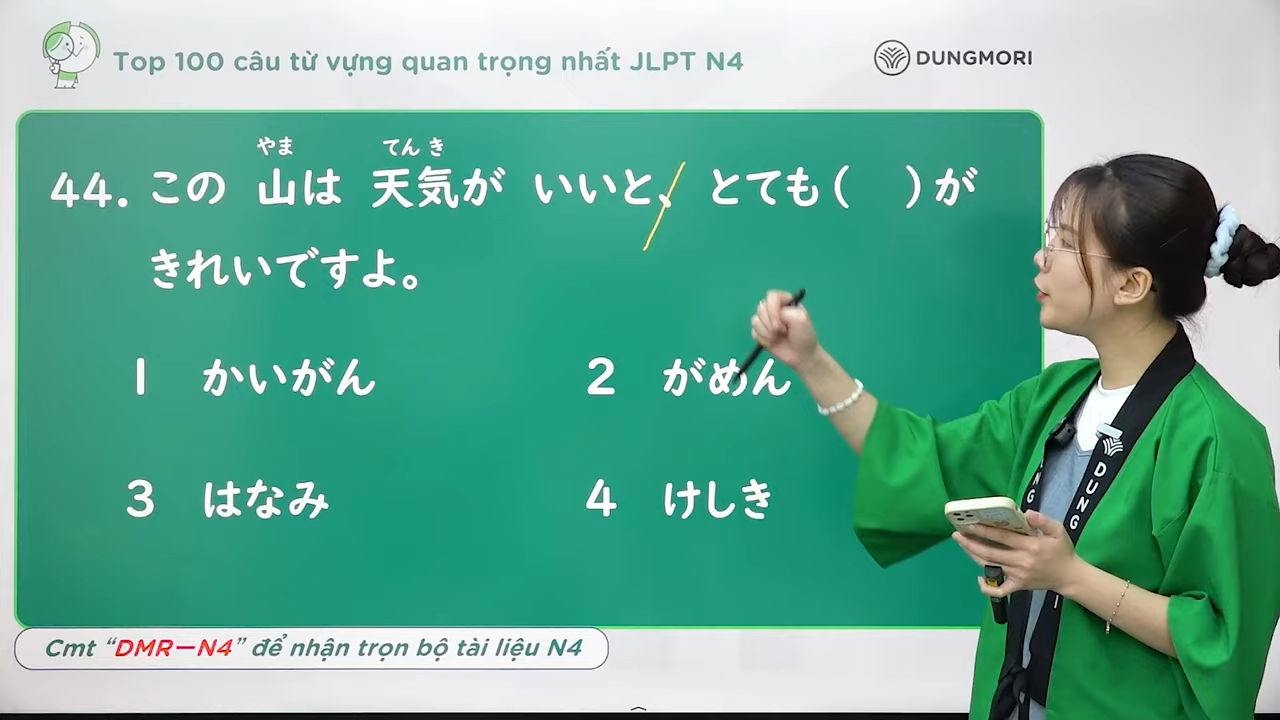 Top 100 câu từ vựng quan trọng nhất JLPT N4
DUNGMORI
やま てんき
44. この 山は 天気が いいと、とても( )が
きれいですよ。
1 かいがん
2 がめん
3 はなみ
4 けしき
Cmt “DMR—N4” để nhận trọn bộ tài liệu N4
DUNG
N
G
I